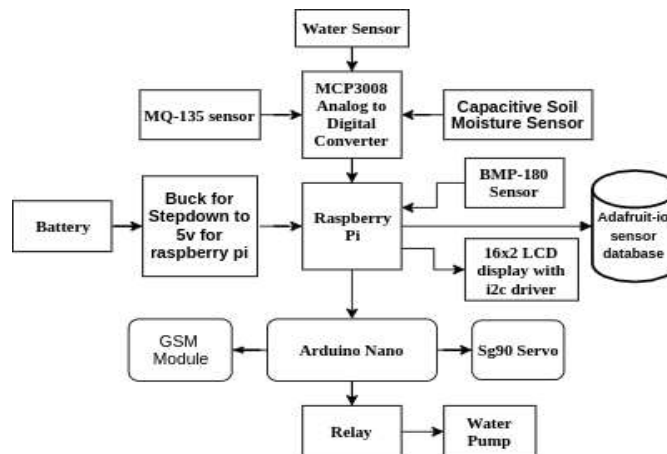 Water Sensor
MCP3008
Analog to
Digital
Converter
MQ-135 sensor
Capacitive Soil
Moisture Sensor
BMP-180
Sensor
Battery
Buck for
Stepdown to
5v for
raspberry pi
Raspberry
Pi
Adafruit-io
sensor
database
16x2 LCD
display with
i2c driver
GSM
Module
Arduino Nano
Sg90 Servo
Relay
Water
Pump